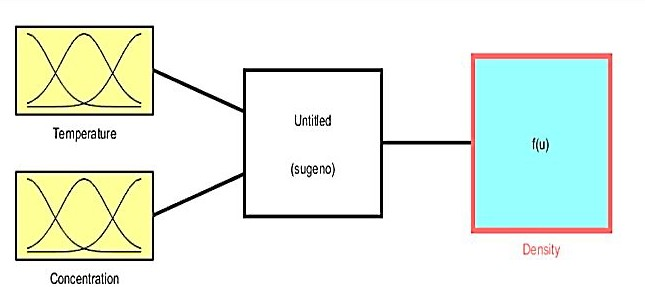 Temperature
Untitled
(sugeno)
f(u)
Density
Concentration